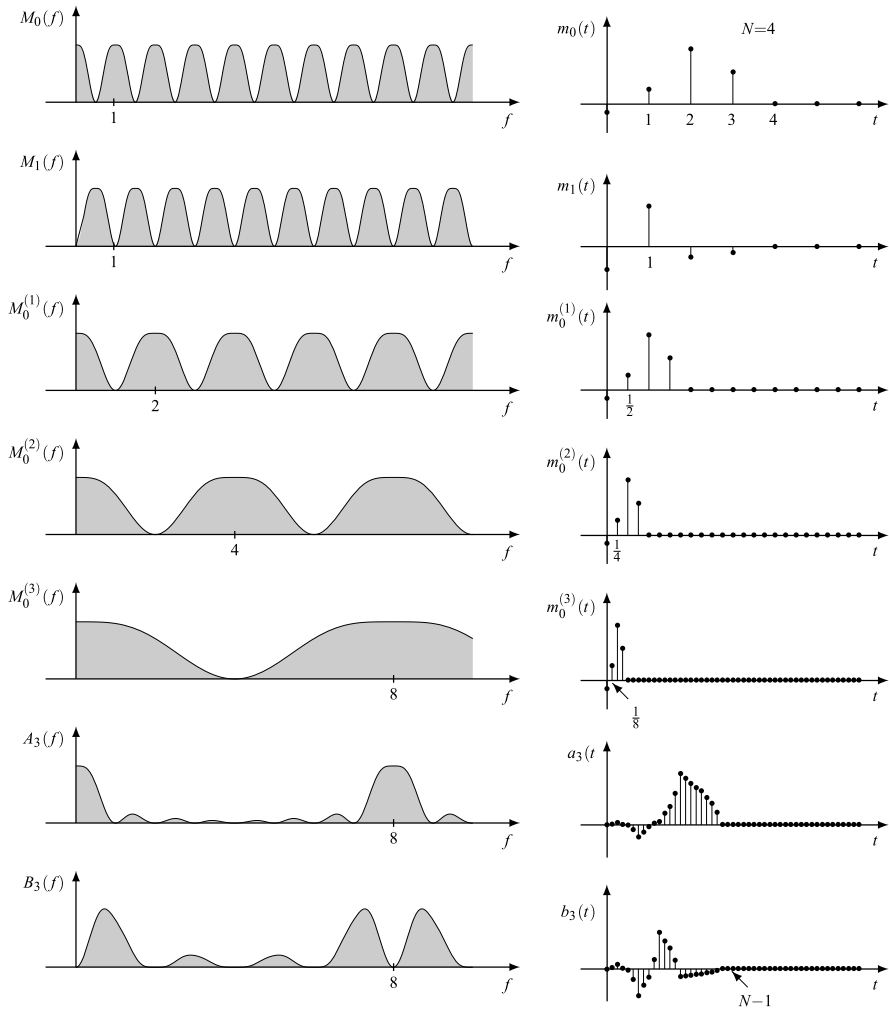 M₀(f)
1
f
m₀(t)
N=4
1 2 3 4
t
M₁(f)
1
f
m₁(t)
1
t
M₀⁽¹⁾(f)
2
f
m₀⁽¹⁾(t)
1/2
t
M₀⁽²⁾(f)
4
f
m₀⁽²⁾(t)
1/4
t
M₀⁽³⁾(f)
8
f
m₀⁽³⁾(t)
1/8
t
A₃(f)
8
f
a₃(t
t
B₃(f)
8
f
b₃(t)
N−1
t